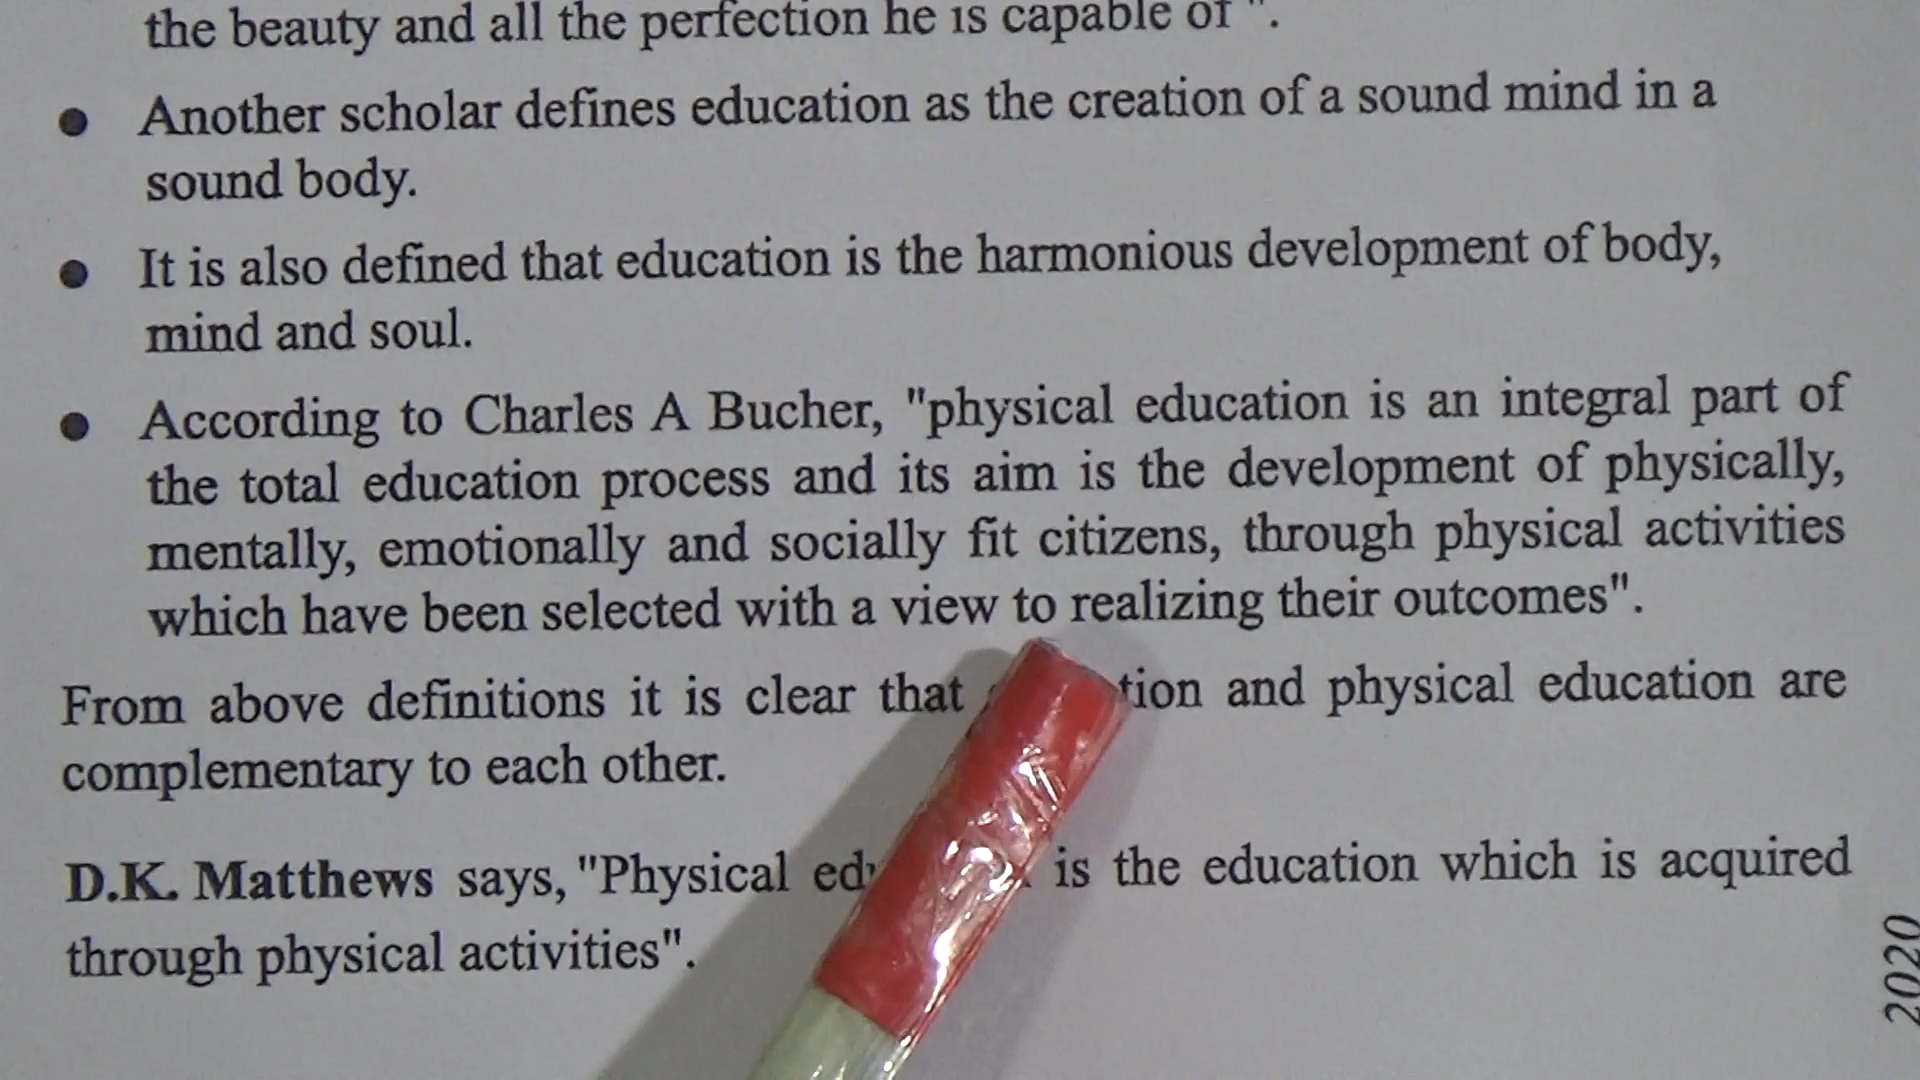 the beauty and all the perfection he is capable of ".
● Another scholar defines education as the creation of a sound mind in a
sound body.
● It is also defined that education is the harmonious development of body,
mind and soul.
● According to Charles A Bucher, "physical education is an integral part of
the total education process and its aim is the development of physically,
mentally, emotionally and socially fit citizens, through physical activities
which have been selected with a view to realizing their outcomes".
From above definitions it is clear that tion and physical education are
complementary to each other.
D.K. Matthews says, "Physical edu is the education which is acquired
through physical activities".
2020